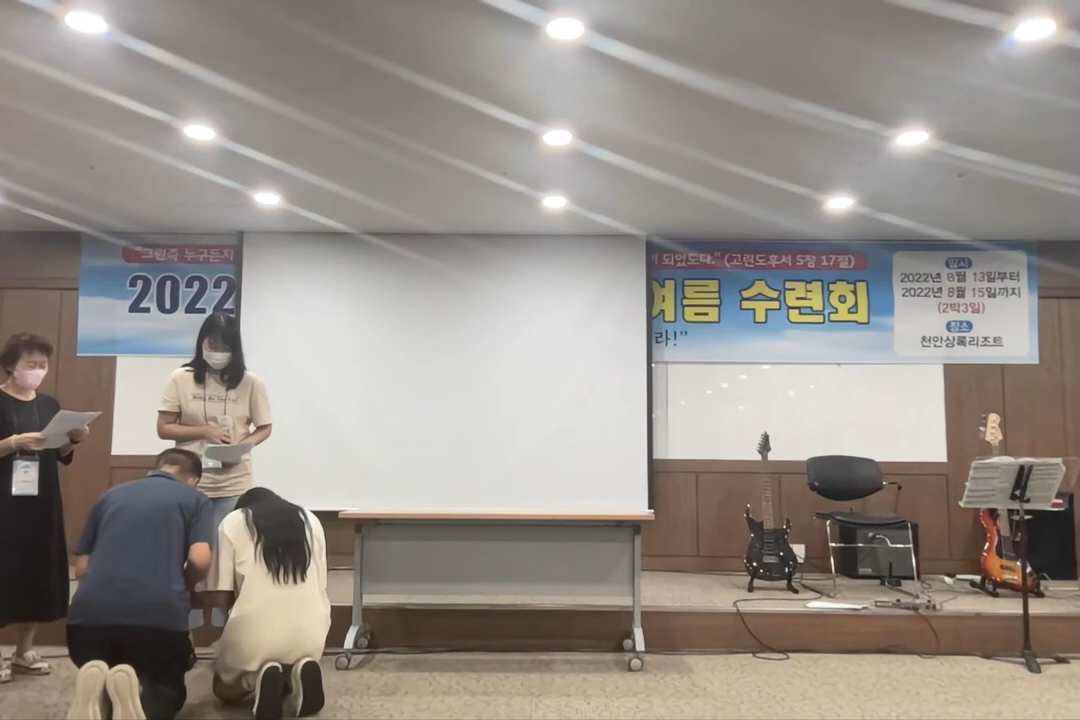 "그런즉 누구든지
되었도다." (고린도후서 5장 17절)
2022
여름 수련회
라!"
일시
2022년 8월 13일부터
2022년 8월 15일까지
(2박3일)
장소
천안상록리조트